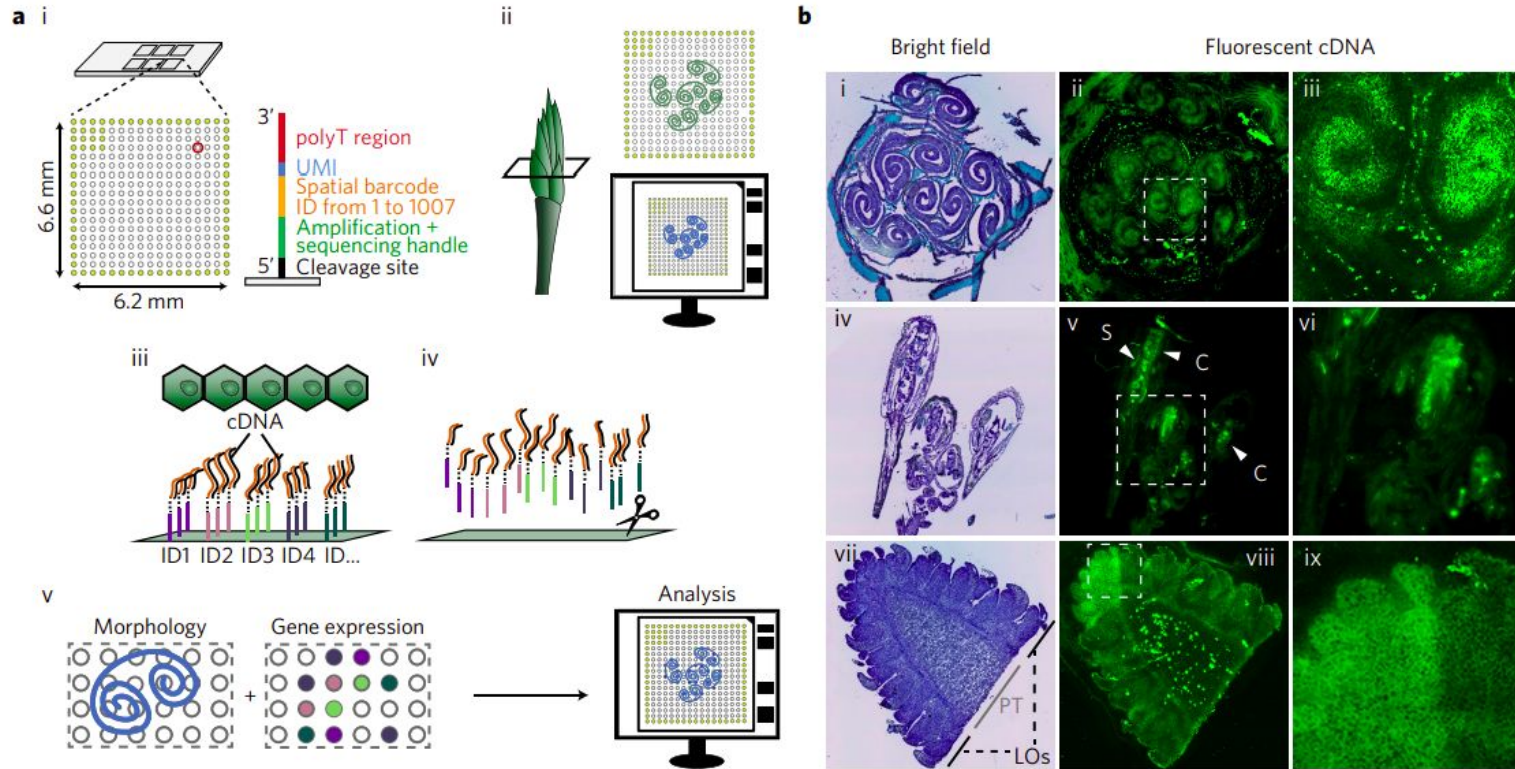 a
i
3′
polyT region
UMI
Spatial barcode
ID from 1 to 1007
Amplification +
sequencing handle
5′
Cleavage site
6.6 mm
6.2 mm
ii
iii
cDNA
ID1 ID2 ID3 ID4 ID...
iv
v
Morphology
+
Gene expression
Analysis
b
Bright field
Fluorescent cDNA
i
ii
iii
iv
v
S
C
C
vi
vii
PT
LOs
viii
ix